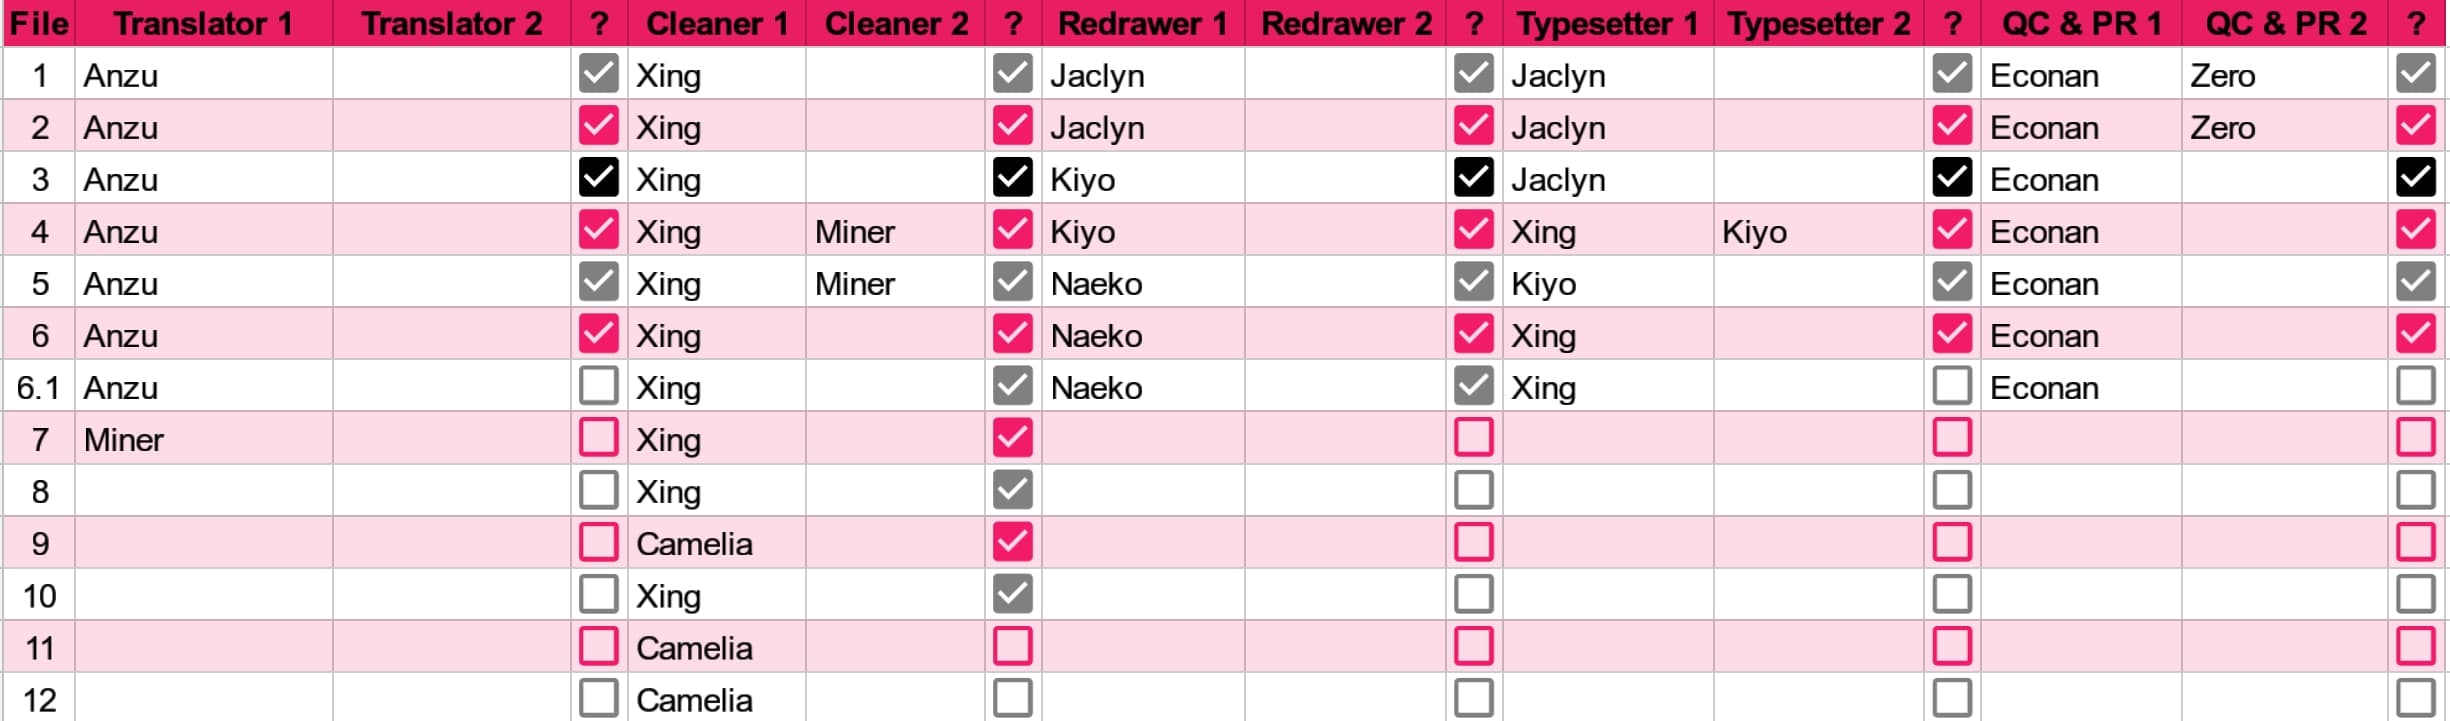 File Translator 1 Translator 2 ? Cleaner 1 Cleaner 2 ? Redrawer 1 Redrawer 2 ? Typesetter 1 Typesetter 2 ? QC & PR 1 QC & PR 2 ?
1 Anzu Xing Jaclyn Jaclyn Econan Zero
2 Anzu Xing Jaclyn Jaclyn Econan Zero
3 Anzu Xing Kiyo Jaclyn Econan
4 Anzu Xing Miner Kiyo Xing Kiyo Econan
5 Anzu Xing Miner Naeko Kiyo Econan
6 Anzu Xing Naeko Xing Econan
6.1 Anzu Xing Naeko Xing Econan
7 Miner Xing
8 Xing
9 Camelia
10 Xing
11 Camelia
12 Camelia